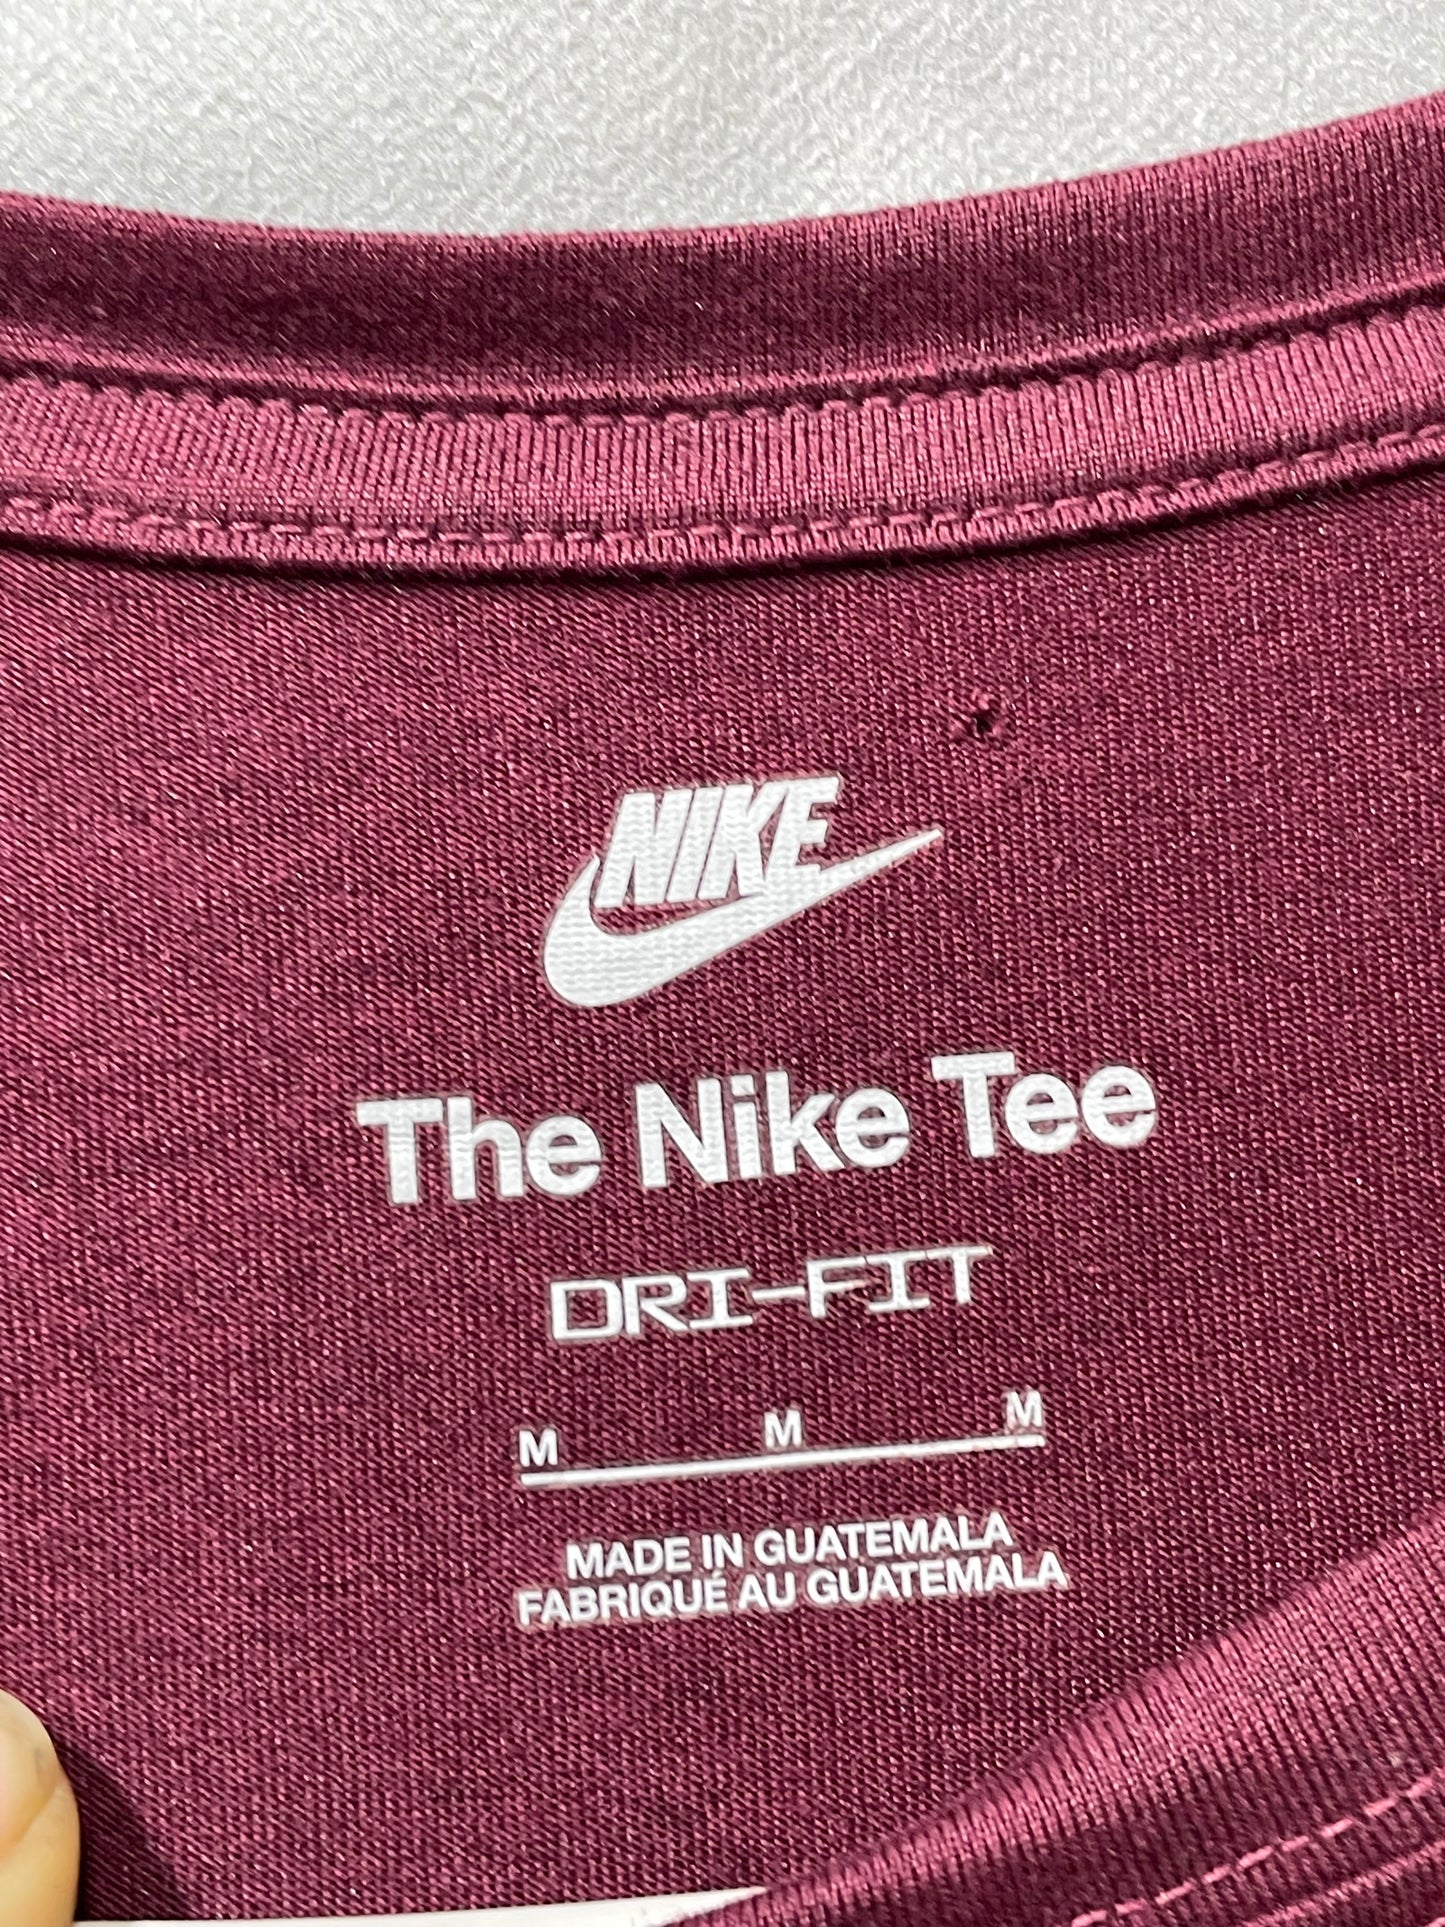 NIKE
The Nike Tee
DRI-FIT
M M M
MADE IN GUATEMALA
FABRIQUÉ AU GUATEMALA